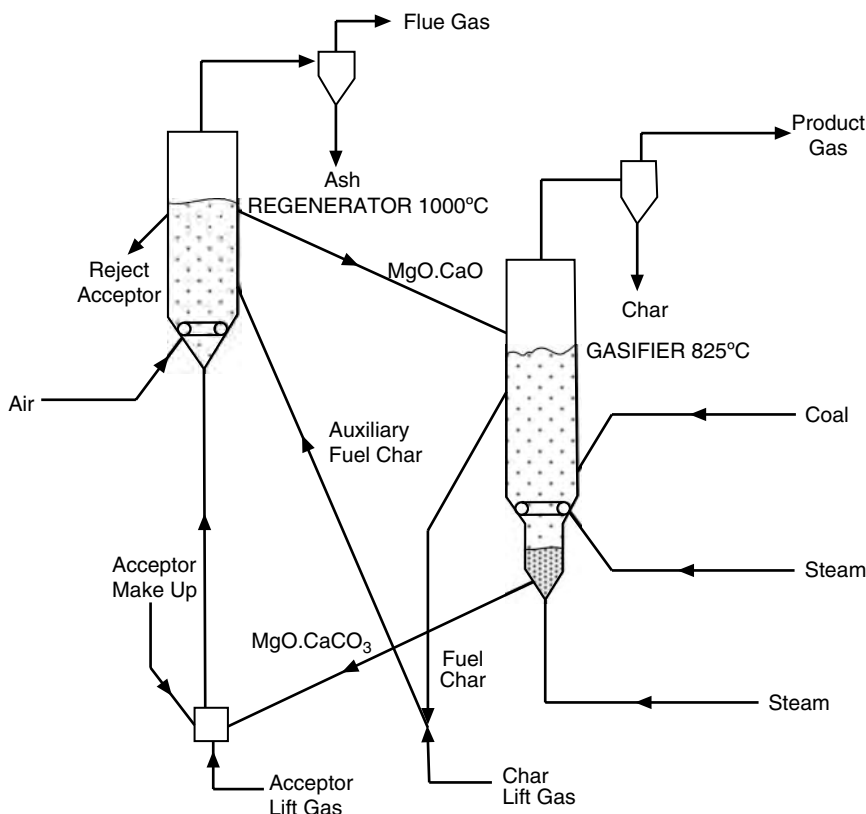 Flue Gas
Product
Gas
Ash
REGENERATOR 1000ºC
Reject
Acceptor
MgO.CaO
Char
GASIFIER 825ºC
Air
Auxiliary
Fuel Char
Coal
Acceptor
Make Up
Steam
MgO.CaCO₃
Fuel
Char
Steam
Acceptor
Lift Gas
Char
Lift Gas